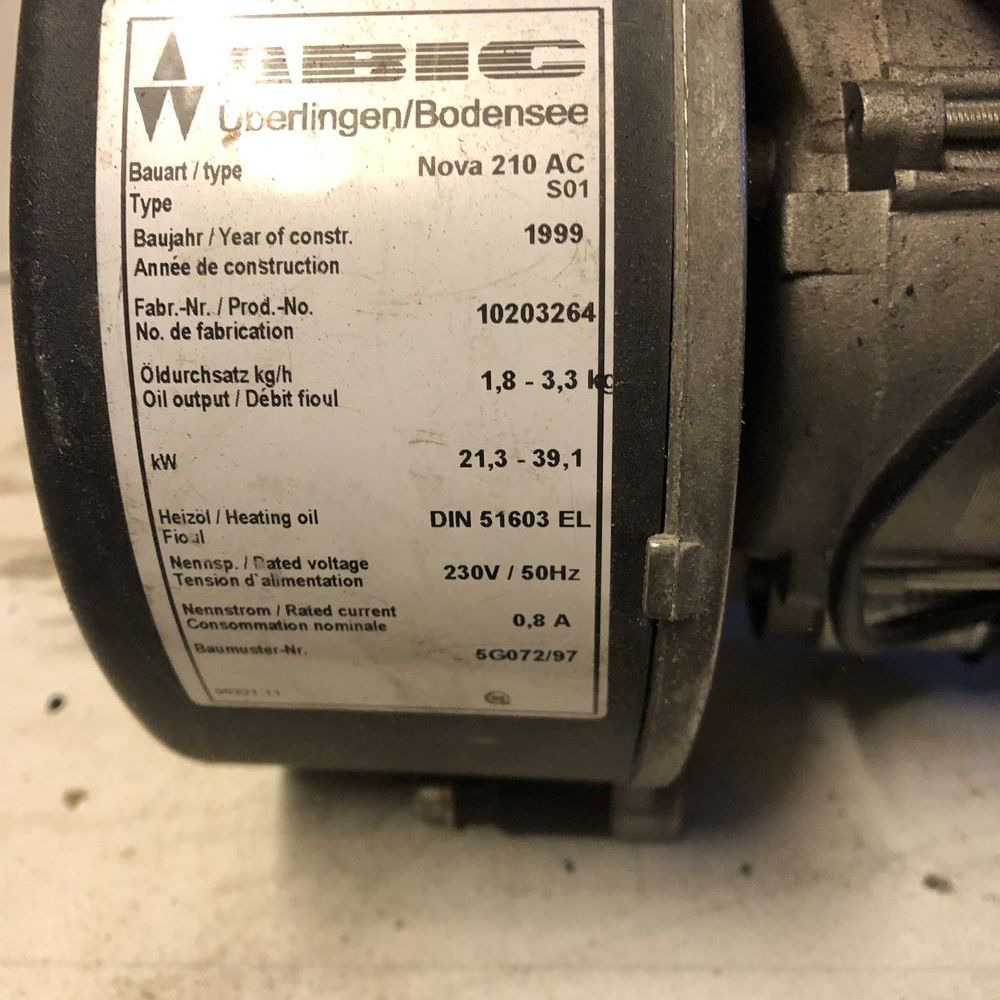 ABIC
Überlingen/Bodensee
Bauart / type Nova 210 AC
Type S01
Baujahr / Year of constr. 1999
Année de construction
Fabr.-Nr. / Prod.-No. 10203264
No. de fabrication
Öldurchsatz kg/h 1,8 - 3,3 kg
Oil output / Débit fioul
kW 21,3 - 39,1
Heizöl / Heating oil DIN 51603 EL
Fioul
Nennsp. / Rated voltage 230V / 50Hz
Tension d`alimentation
Nennstrom / Rated current 0,8 A
Consommation nominale
Baumuster-Nr. 5G072/97